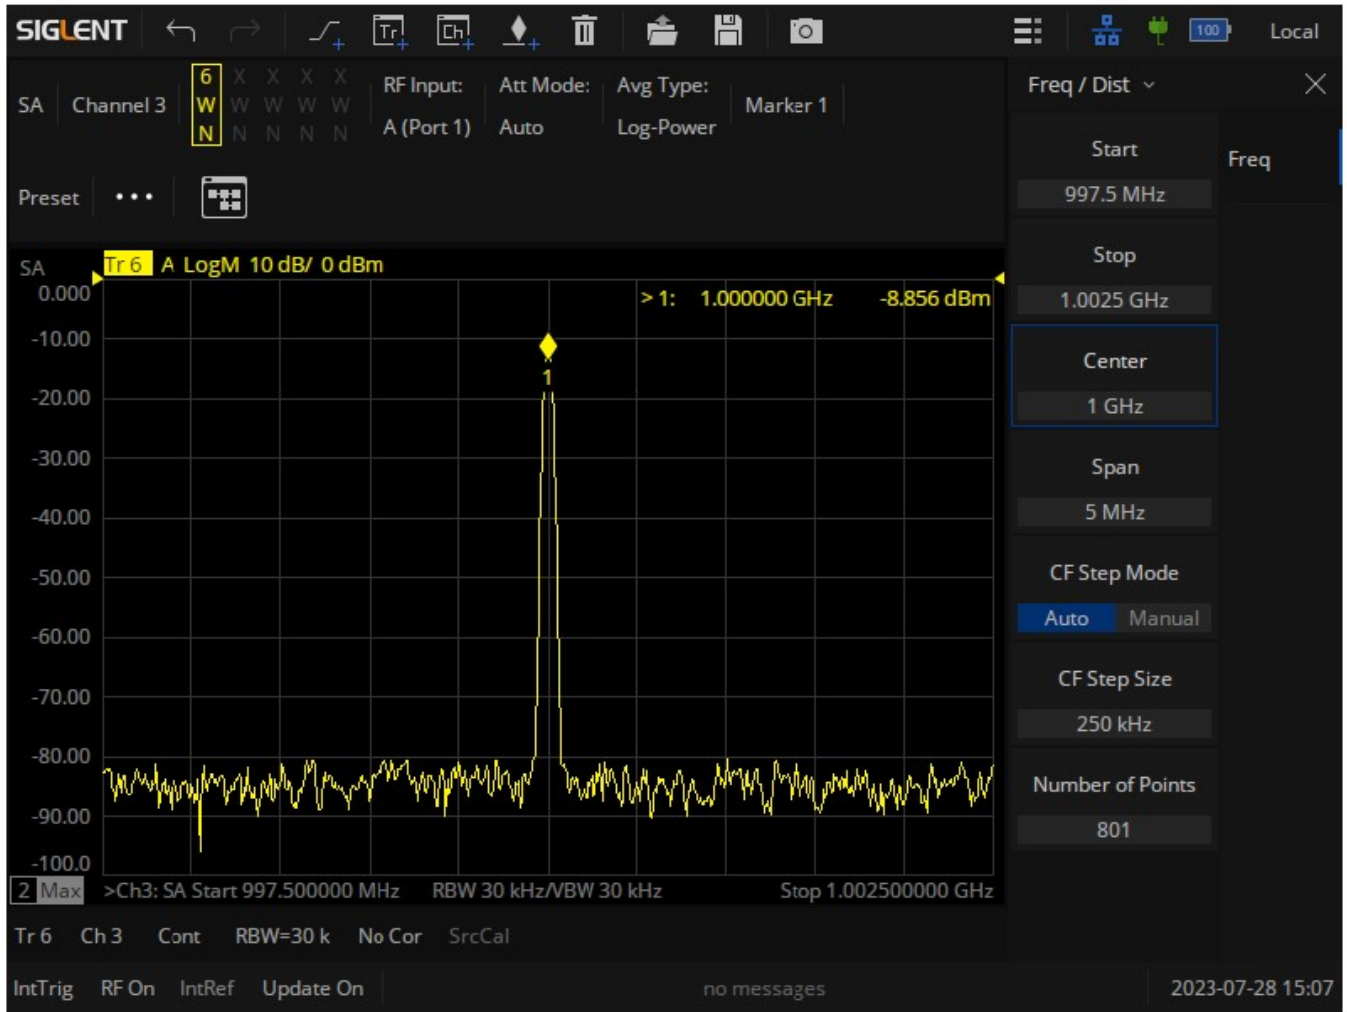 SIGLENT
Tr
Ch
100
Local
SA
Channel 3
6 X X X X
W W W W W
N N N N N
RF Input:
A (Port 1)
Att Mode:
Auto
Avg Type:
Log-Power
Marker 1
Preset
Freq / Dist
Freq
Start
997.5 MHz
Stop
1.0025 GHz
Center
1 GHz
Span
5 MHz
CF Step Mode
Auto Manual
CF Step Size
250 kHz
Number of Points
801
SA
Tr 6 A LogM 10 dB/ 0 dBm
> 1: 1.000000 GHz -8.856 dBm
1
0.000
-10.00
-20.00
-30.00
-40.00
-50.00
-60.00
-70.00
-80.00
-90.00
-100.0
2 Max >Ch3: SA Start 997.500000 MHz RBW 30 kHz/VBW 30 kHz Stop 1.002500000 GHz
Tr 6 Ch 3 Cont RBW=30 k No Cor SrcCal
IntTrig RF On IntRef Update On no messages 2023-07-28 15:07